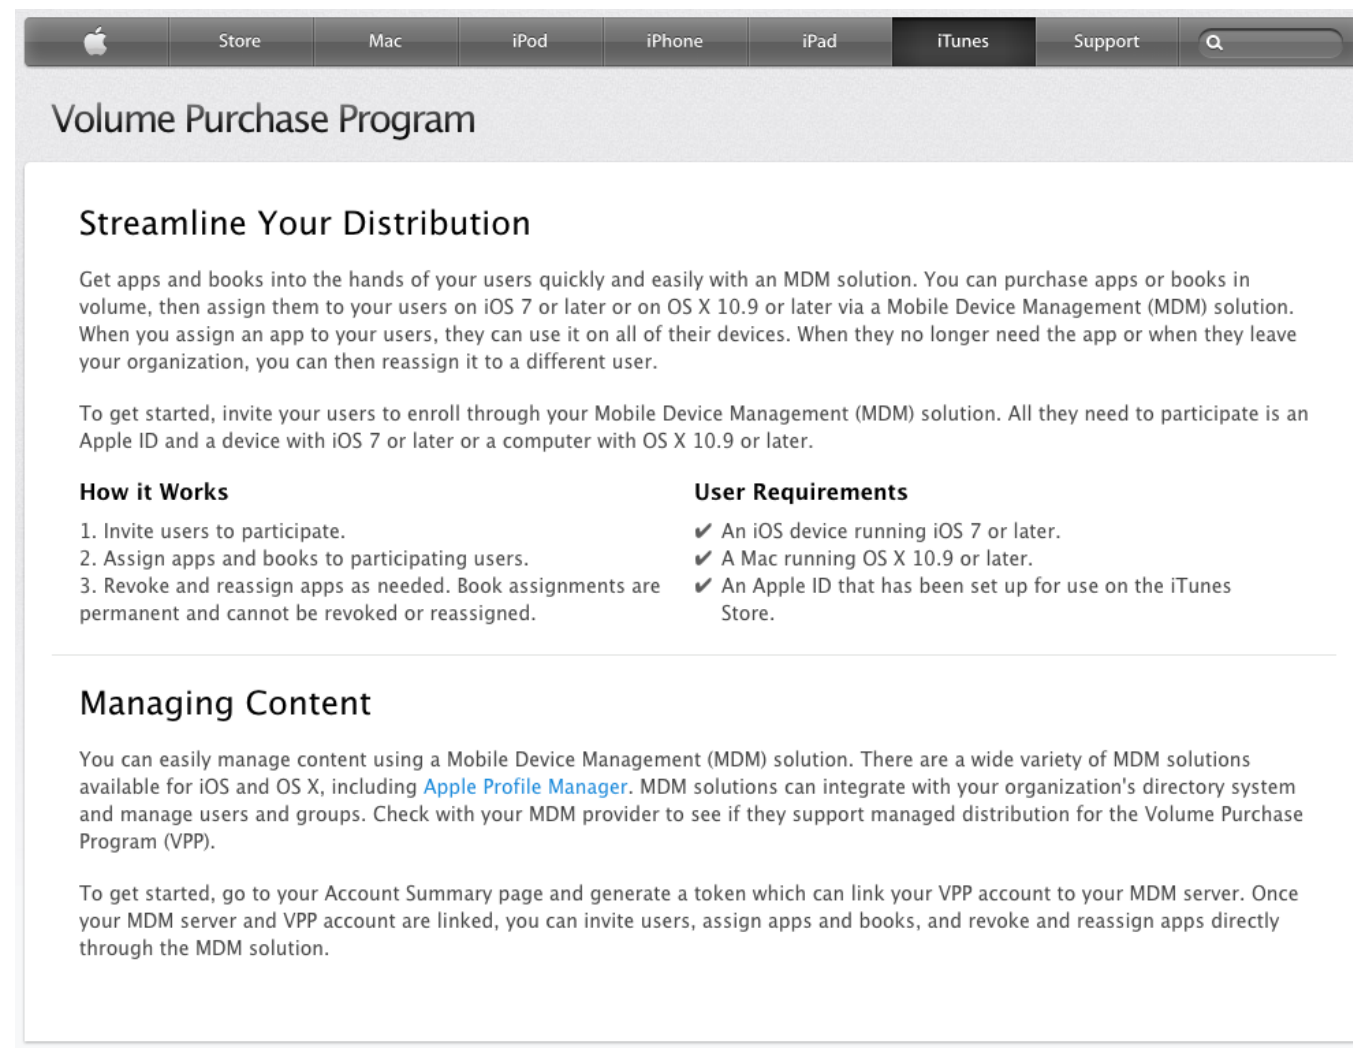 Store Mac iPod iPhone iPad iTunes Support
Volume Purchase Program
Streamline Your Distribution
Get apps and books into the hands of your users quickly and easily with an MDM solution. You can purchase apps or books in
volume, then assign them to your users on iOS 7 or later or on OS X 10.9 or later via a Mobile Device Management (MDM) solution.
When you assign an app to your users, they can use it on all of their devices. When they no longer need the app or when they leave
your organization, you can then reassign it to a different user.
To get started, invite your users to enroll through your Mobile Device Management (MDM) solution. All they need to participate is an
Apple ID and a device with iOS 7 or later or a computer with OS X 10.9 or later.
How it Works
1. Invite users to participate.
2. Assign apps and books to participating users.
3. Revoke and reassign apps as needed. Book assignments are
permanent and cannot be revoked or reassigned.
User Requirements
✔ An iOS device running iOS 7 or later.
✔ A Mac running OS X 10.9 or later.
✔ An Apple ID that has been set up for use on the iTunes
Store.
Managing Content
You can easily manage content using a Mobile Device Management (MDM) solution. There are a wide variety of MDM solutions
available for iOS and OS X, including Apple Profile Manager. MDM solutions can integrate with your organization's directory system
and manage users and groups. Check with your MDM provider to see if they support managed distribution for the Volume Purchase
Program (VPP).
To get started, go to your Account Summary page and generate a token which can link your VPP account to your MDM server. Once
your MDM server and VPP account are linked, you can invite users, assign apps and books, and revoke and reassign apps directly
through the MDM solution.